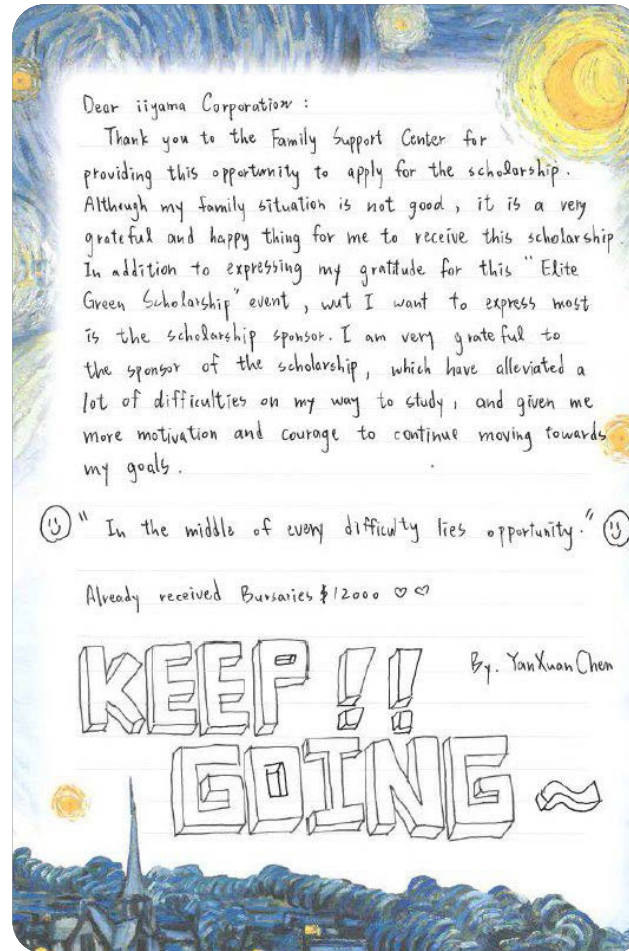 Dear iiyama Corporation :
Thank you to the Family Support Center for
providing this opportunity to apply for the scholarship.
Although my family situation is not good, it is a very
grateful and happy thing for me to receive this scholarship.
In addition to expressing my gratitude for this "Elite
Green Scholarship" event, wut I want to express most
is the scholarship sponsor. I am very grateful to
the sponsor of the scholarship, which have alleviated a
lot of difficulties on my way to study, and given me
more motivation and courage to continue moving towards
my goals.
"In the middle of every difficulty lies opportunity."
Already received Bursaries $12000 ♡♡
KEEP!!
By. YanXuan Chen
GOING~